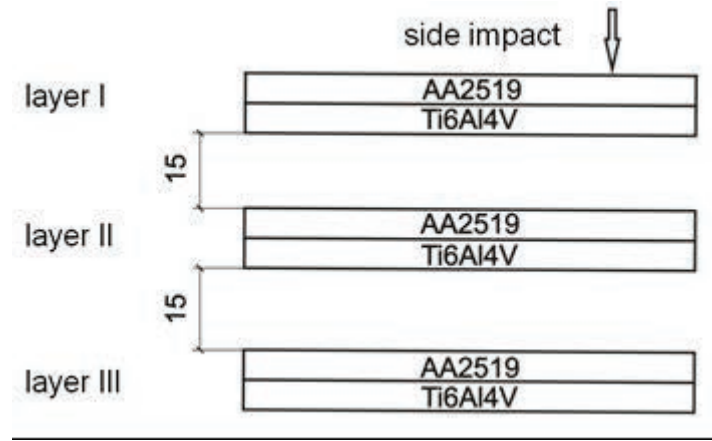 side impact
layer I
AA2519
Ti6Al4V
15
layer II
AA2519
Ti6Al4V
15
layer III
AA2519
Ti6Al4V